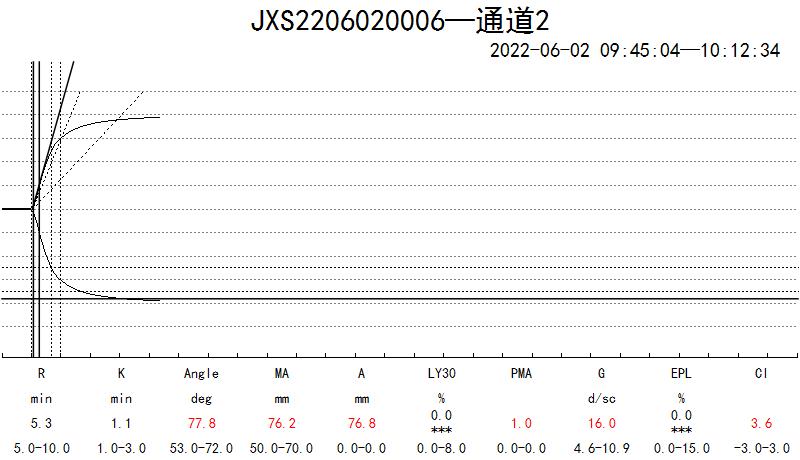 JXS2206020006—通道2
2022-06-02 09:45:04—10:12:34
R K Angle MA A LY30 PMA G EPL CI
min min deg mm mm % d/sc %
5.3 1.1 77.8 76.2 76.8 0.0 1.0 16.0 0.0 3.6
*** ***
5.0-10.0 1.0-3.0 53.0-72.0 50.0-70.0 0.0-0.0 0.0-8.0 0.0-0.0 4.6-10.9 0.0-15.0 -3.0-3.0